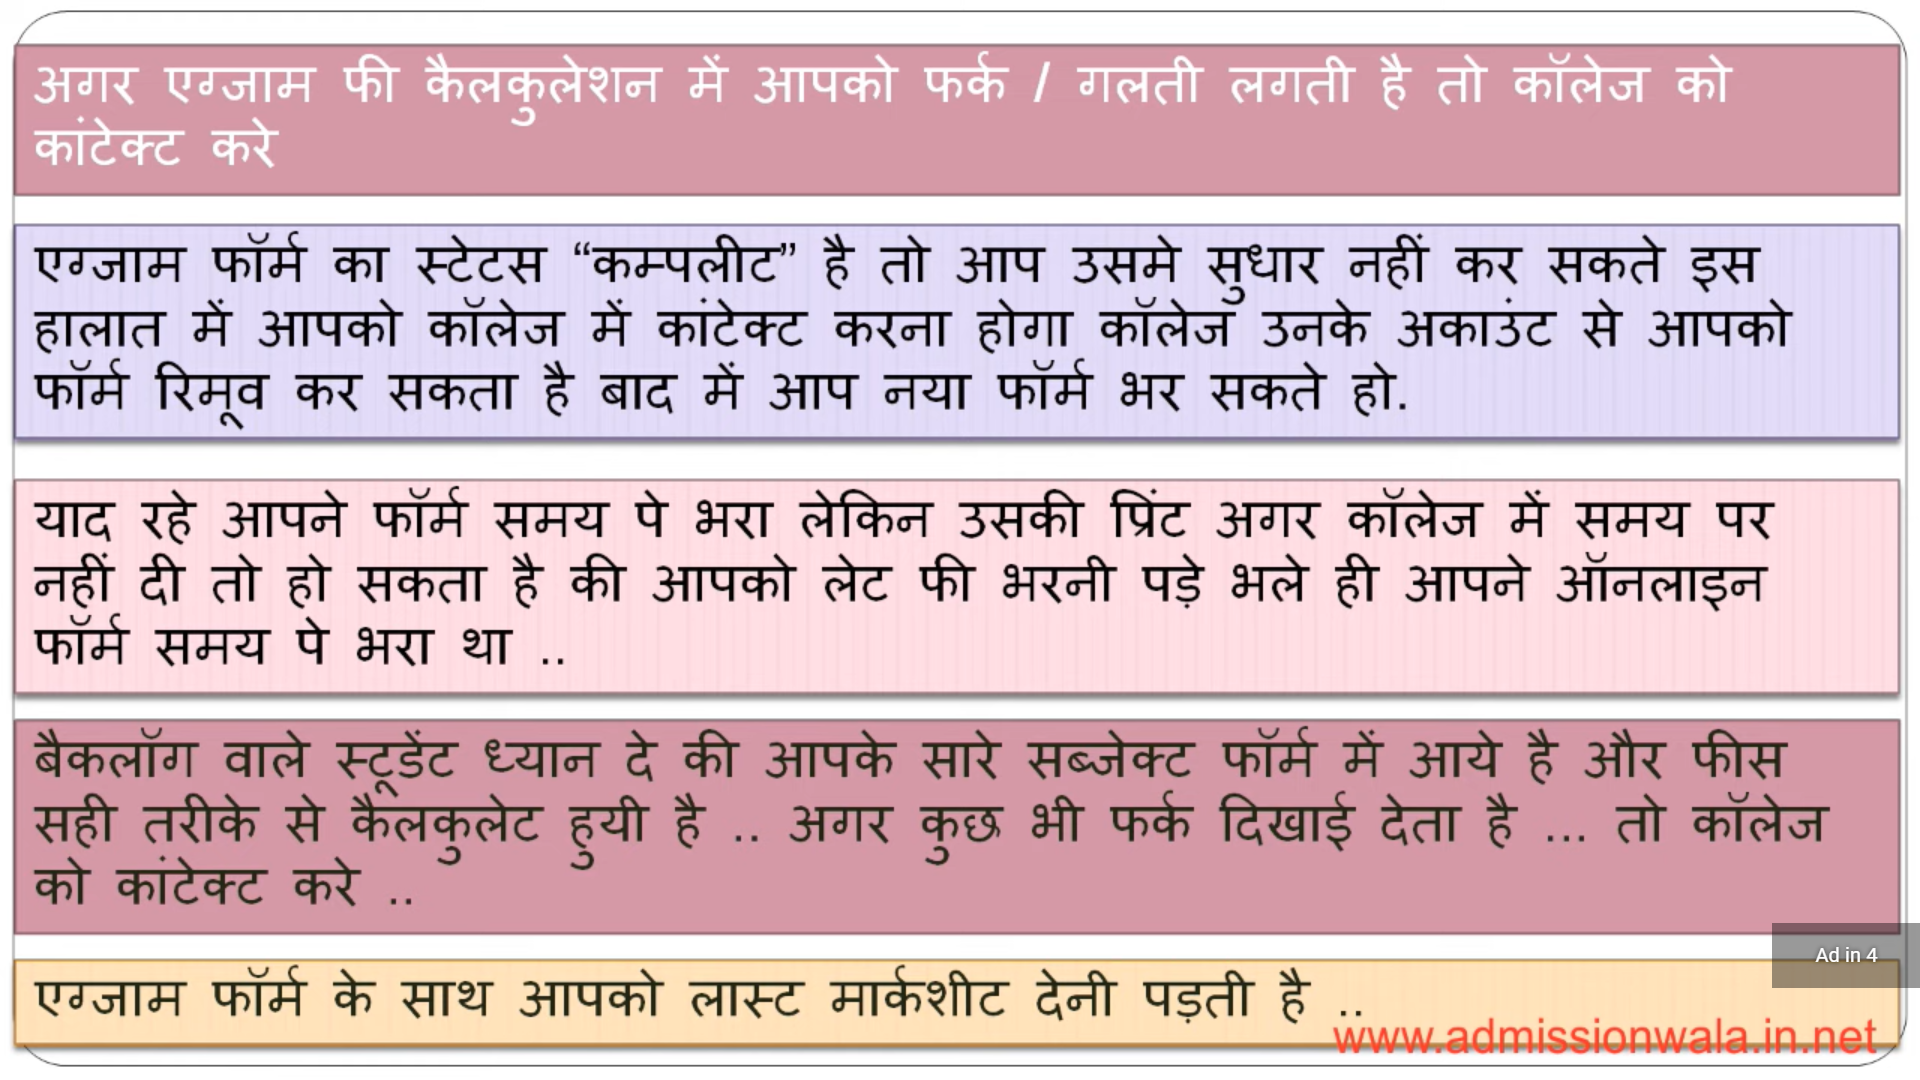 अगर एग्जाम फी कैलकुलेशन में आपको फर्क / गलती लगती है तो कॉलेज को
कांटेक्ट करे
एग्जाम फॉर्म का स्टेटस “कम्पलीट” है तो आप उसमे सुधार नहीं कर सकते इस
हालात में आपको कॉलेज में कांटेक्ट करना होगा कॉलेज उनके अकाउंट से आपको
फॉर्म रिमूव कर सकता है बाद में आप नया फॉर्म भर सकते हो.
याद रहे आपने फॉर्म समय पे भरा लेकिन उसकी प्रिंट अगर कॉलेज में समय पर
नहीं दी तो हो सकता है की आपको लेट फी भरनी पड़े भले ही आपने ऑनलाइन
फॉर्म समय पे भरा था ..
बैकलॉग वाले स्टूडेंट ध्यान दे की आपके सारे सब्जेक्ट फॉर्म में आये है और फीस
सही तरीके से कैलकुलेट हुयी है .. अगर कुछ भी फर्क दिखाई देता है ... तो कॉलेज
को कांटेक्ट करे ..
Ad in 4
एग्जाम फॉर्म के साथ आपको लास्ट मार्कशीट देनी पड़ती है ..
www.admissionwala.in.net